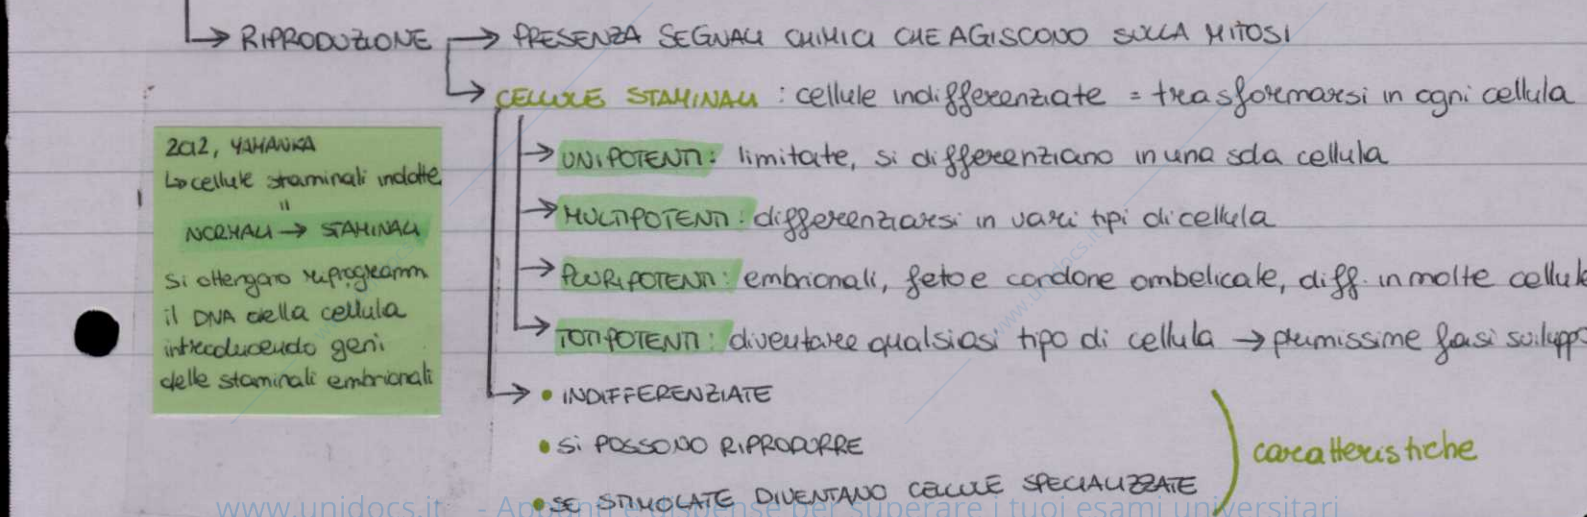 RIPRODUZIONE → PRESENZA SEGNALI CHIMICI CHE AGISCONO SULLA MITOSI
→ CELLULE STAMINALI : cellule indifferenziate = trasformarsi in ogni cellula
→ UNIPOTENTI: limitate, si differenziano in una sola cellula
→ MULTIPOTENTI: differenziarsi in vari tipi di cellula
→ PLURIPOTENTI: embrionali, feto e cordone ombelicale, diff. in molte cellule
→ TOTIPOTENTI: diventare qualsiasi tipo di cellula → primissime fasi sviluppo
→ • INDIFFERENZIATE
• SI POSSONO RIPRODURRE
• SE STIMOLATE DIVENTANO CELLULE SPECIALIZZATE
caratteristiche
2012, YAMANKA
↳ cellule staminali indotte
"
NORMALI → STAMINALI
Si ottengono reprogramm
il DNA della cellula
introducendo geni
delle staminali embrionali
www.unidocs.it - Appunti e dispense per superare i tuoi esami universitari